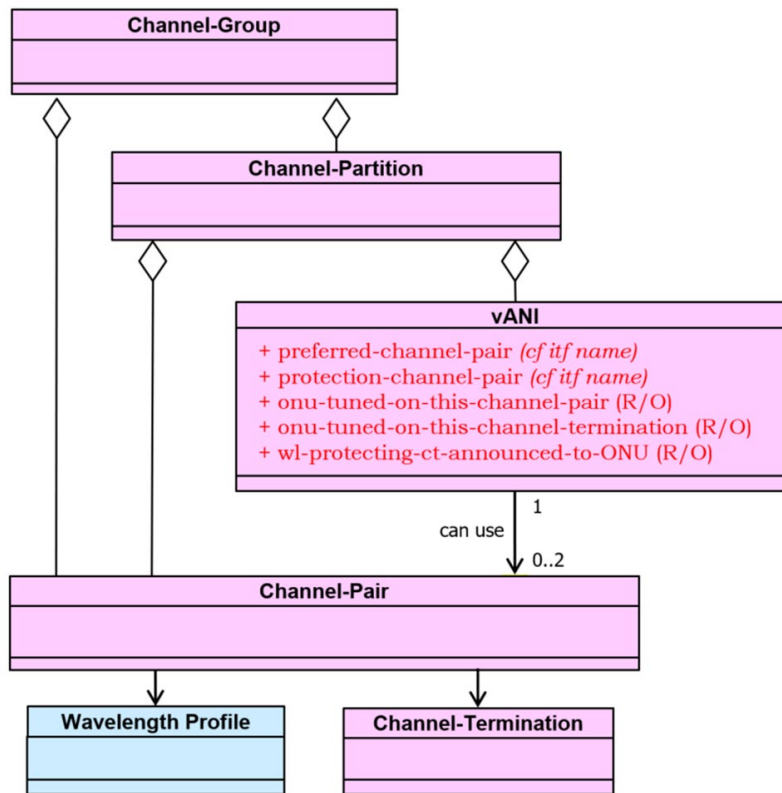 Channel-Group
Channel-Partition
vANI
+ preferred-channel-pair (cf itf name)
+ protection-channel-pair (cf itf name)
+ onu-tuned-on-this-channel-pair (R/O)
+ onu-tuned-on-this-channel-termination (R/O)
+ wl-protecting-ct-announced-to-ONU (R/O)
1
can use
0..2
Channel-Pair
Wavelength Profile
Channel-Termination